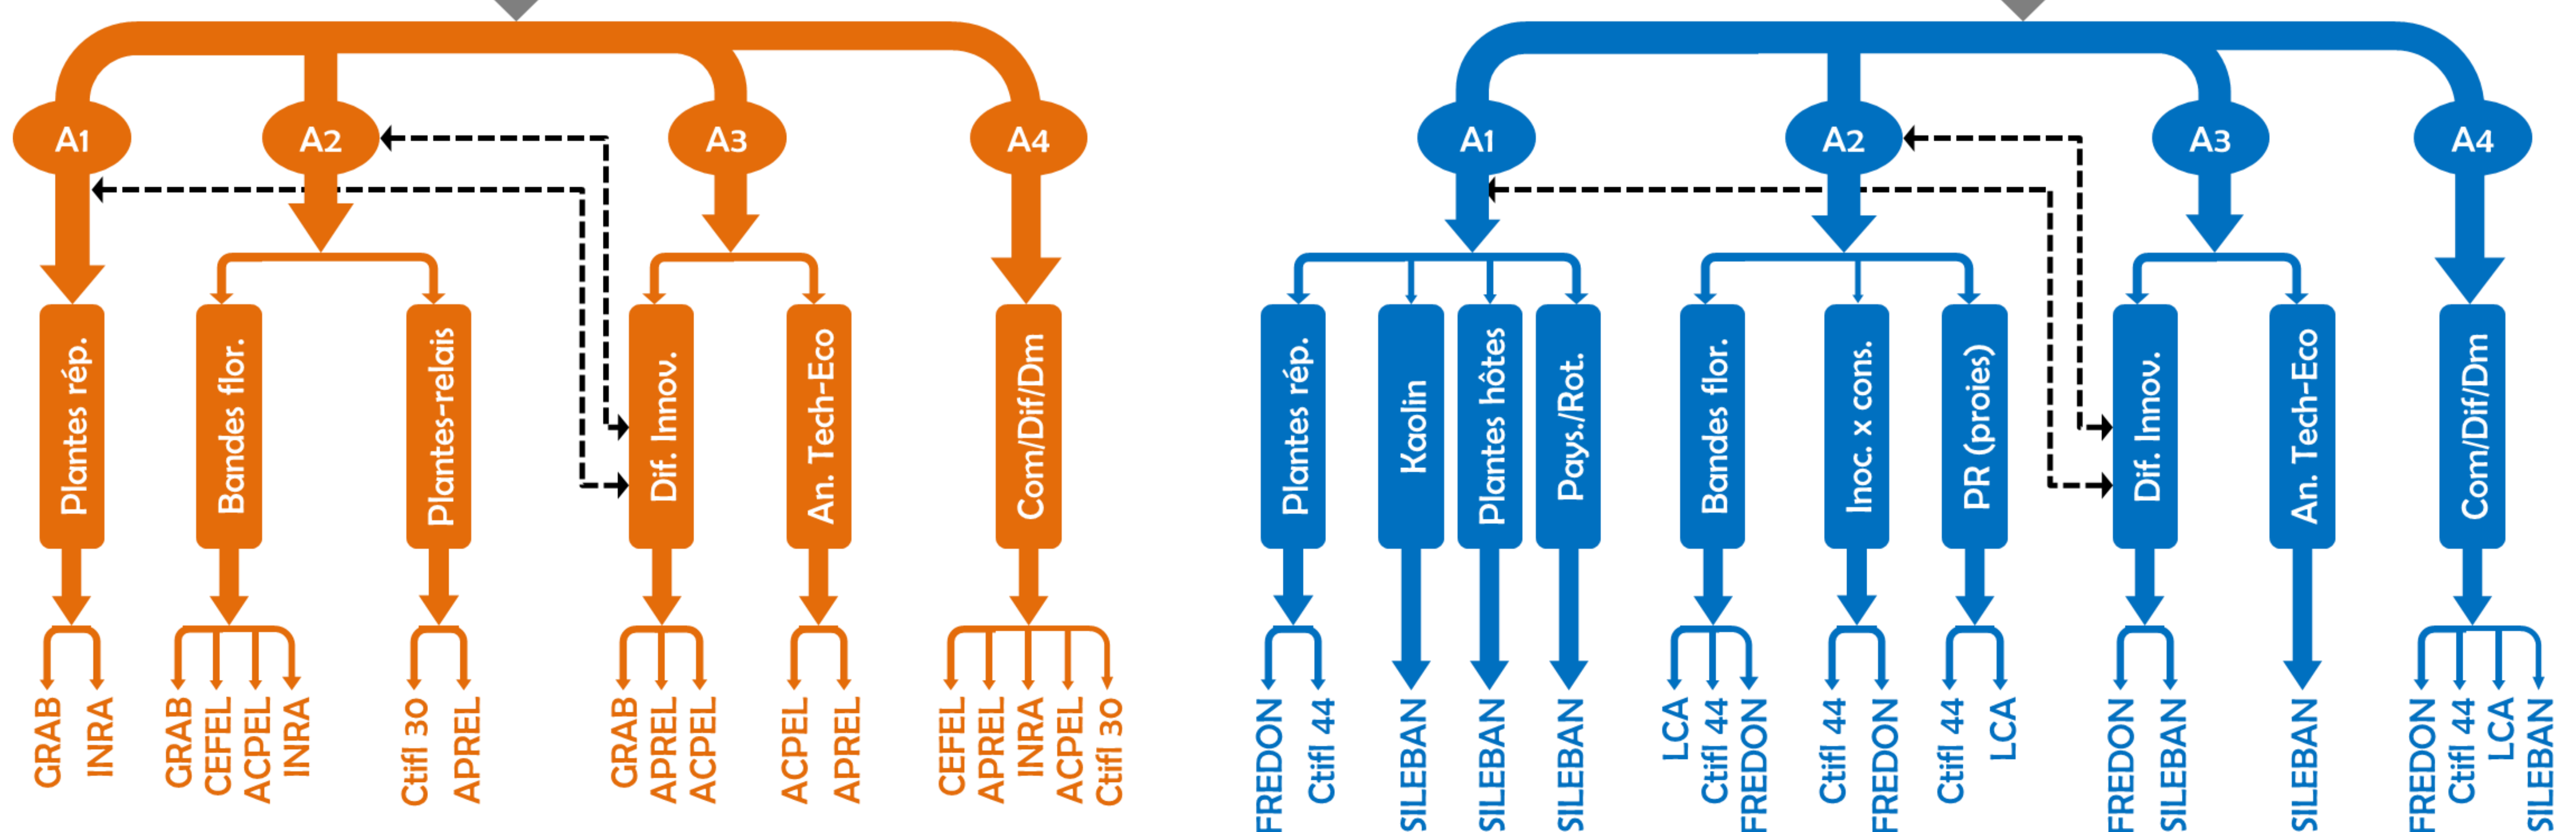 A1
A2
A3
A4
A1
A2
A3
A4
Plantes rép.
Bandes flor.
Plantes-relais
Dif. Innov.
An. Tech-Eco
Com/Dif/Dm
Plantes rép.
Kaolin
Plantes hôtes
Pays./Rot.
Bandes flor.
Inoc. x cons.
PR (proies)
Dif. Innov.
An. Tech-Eco
Com/Dif/Dm
GRAB
INRA
GRAB
CEFEL
ACPEL
INRA
Ctifl 30
APREL
GRAB
APREL
ACPEL
ACPEL
APREL
CEFEL
APREL
INRA
ACPEL
Ctifl 30
FREDON
Ctifl 44
SILEBAN
SILEBAN
SILEBAN
LCA
Ctifl 44
FREDON
Ctifl 44
FREDON
Ctifl 44
LCA
FREDON
SILEBAN
SILEBAN
FREDON
Ctifl 44
LCA
SILEBAN